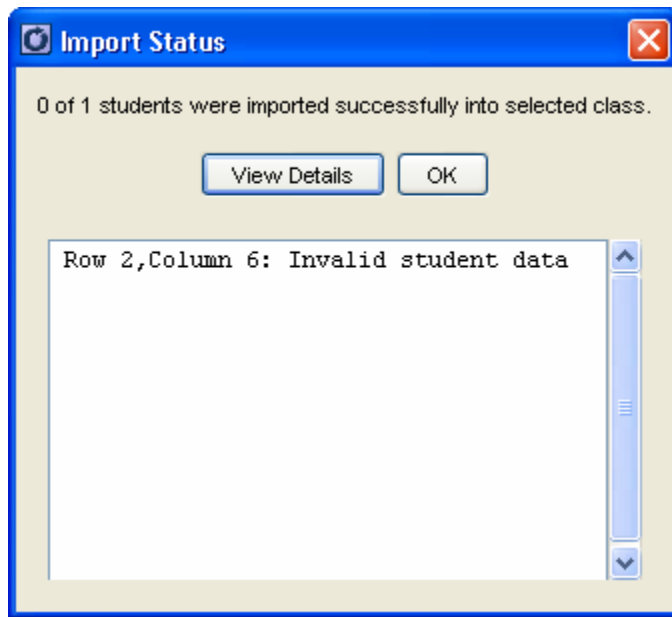 Import Status
0 of 1 students were imported successfully into selected class.
View Details OK
Row 2,Column 6: Invalid student data